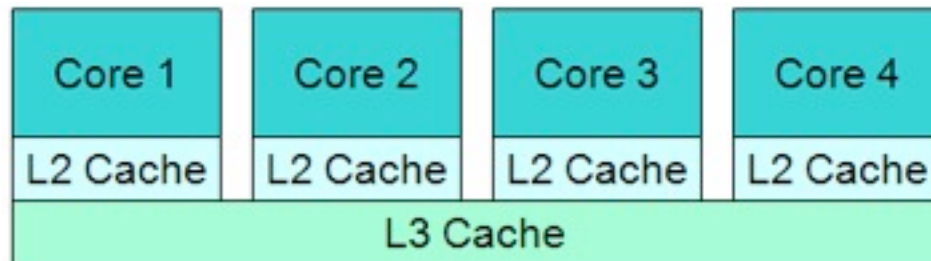 Core 1 Core 2 Core 3 Core 4
L2 Cache L2 Cache L2 Cache L2 Cache
L3 Cache